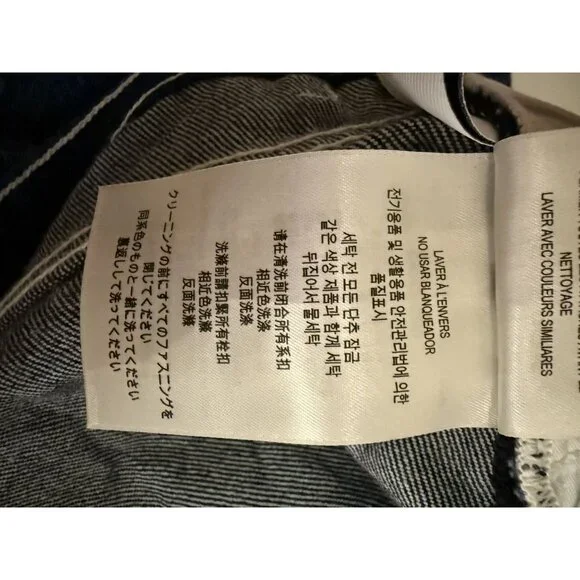 NETTOYAGE
LAVER AVEC COULEURS SIMILAIRES
LAVER À L'ENVERS
NO USAR BLANQUEADOR
전기용품 및 생활용품 안전관리법에 의한
품질표시
세탁 전 모든 단추 잠금
같은 색상 제품과 함께 세탁
뒤집어서 물세탁
请在清洗前闭合所有系扣
相近色洗涤
反面洗涤
洗滌前請扣緊所有栓扣
相近色洗滌
反面洗滌
クリーニングの前にすべてのファスニングを
閉じてください
同系色のものと一緒に洗ってください
裏返しして洗ってください